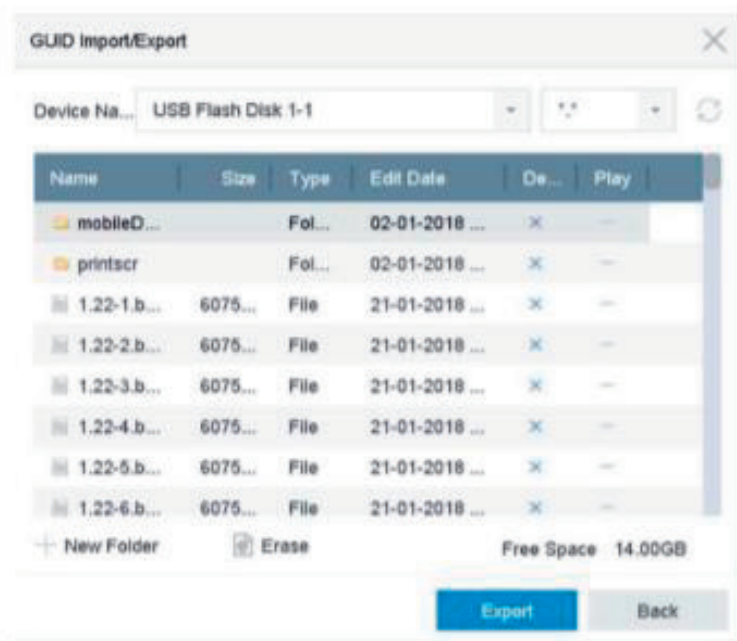 GUID Import/Export
Device Na... USB Flash Disk 1-1 *.*
Name Size Type Edit Date De... Play
mobileD... Fol... 02-01-2018 ...
printscr Fol... 02-01-2018 ...
1.22-1.b... 6075... File 21-01-2018 ...
1.22-2.b... 6075... File 21-01-2018 ...
1.22-3.b... 6075... File 21-01-2018 ...
1.22-4.b... 6075... File 21-01-2018 ...
1.22-5.b... 6075... File 21-01-2018 ...
1.22-6.b... 6075... File 21-01-2018 ...
New Folder Erase Free Space 14.00GB
Export Back